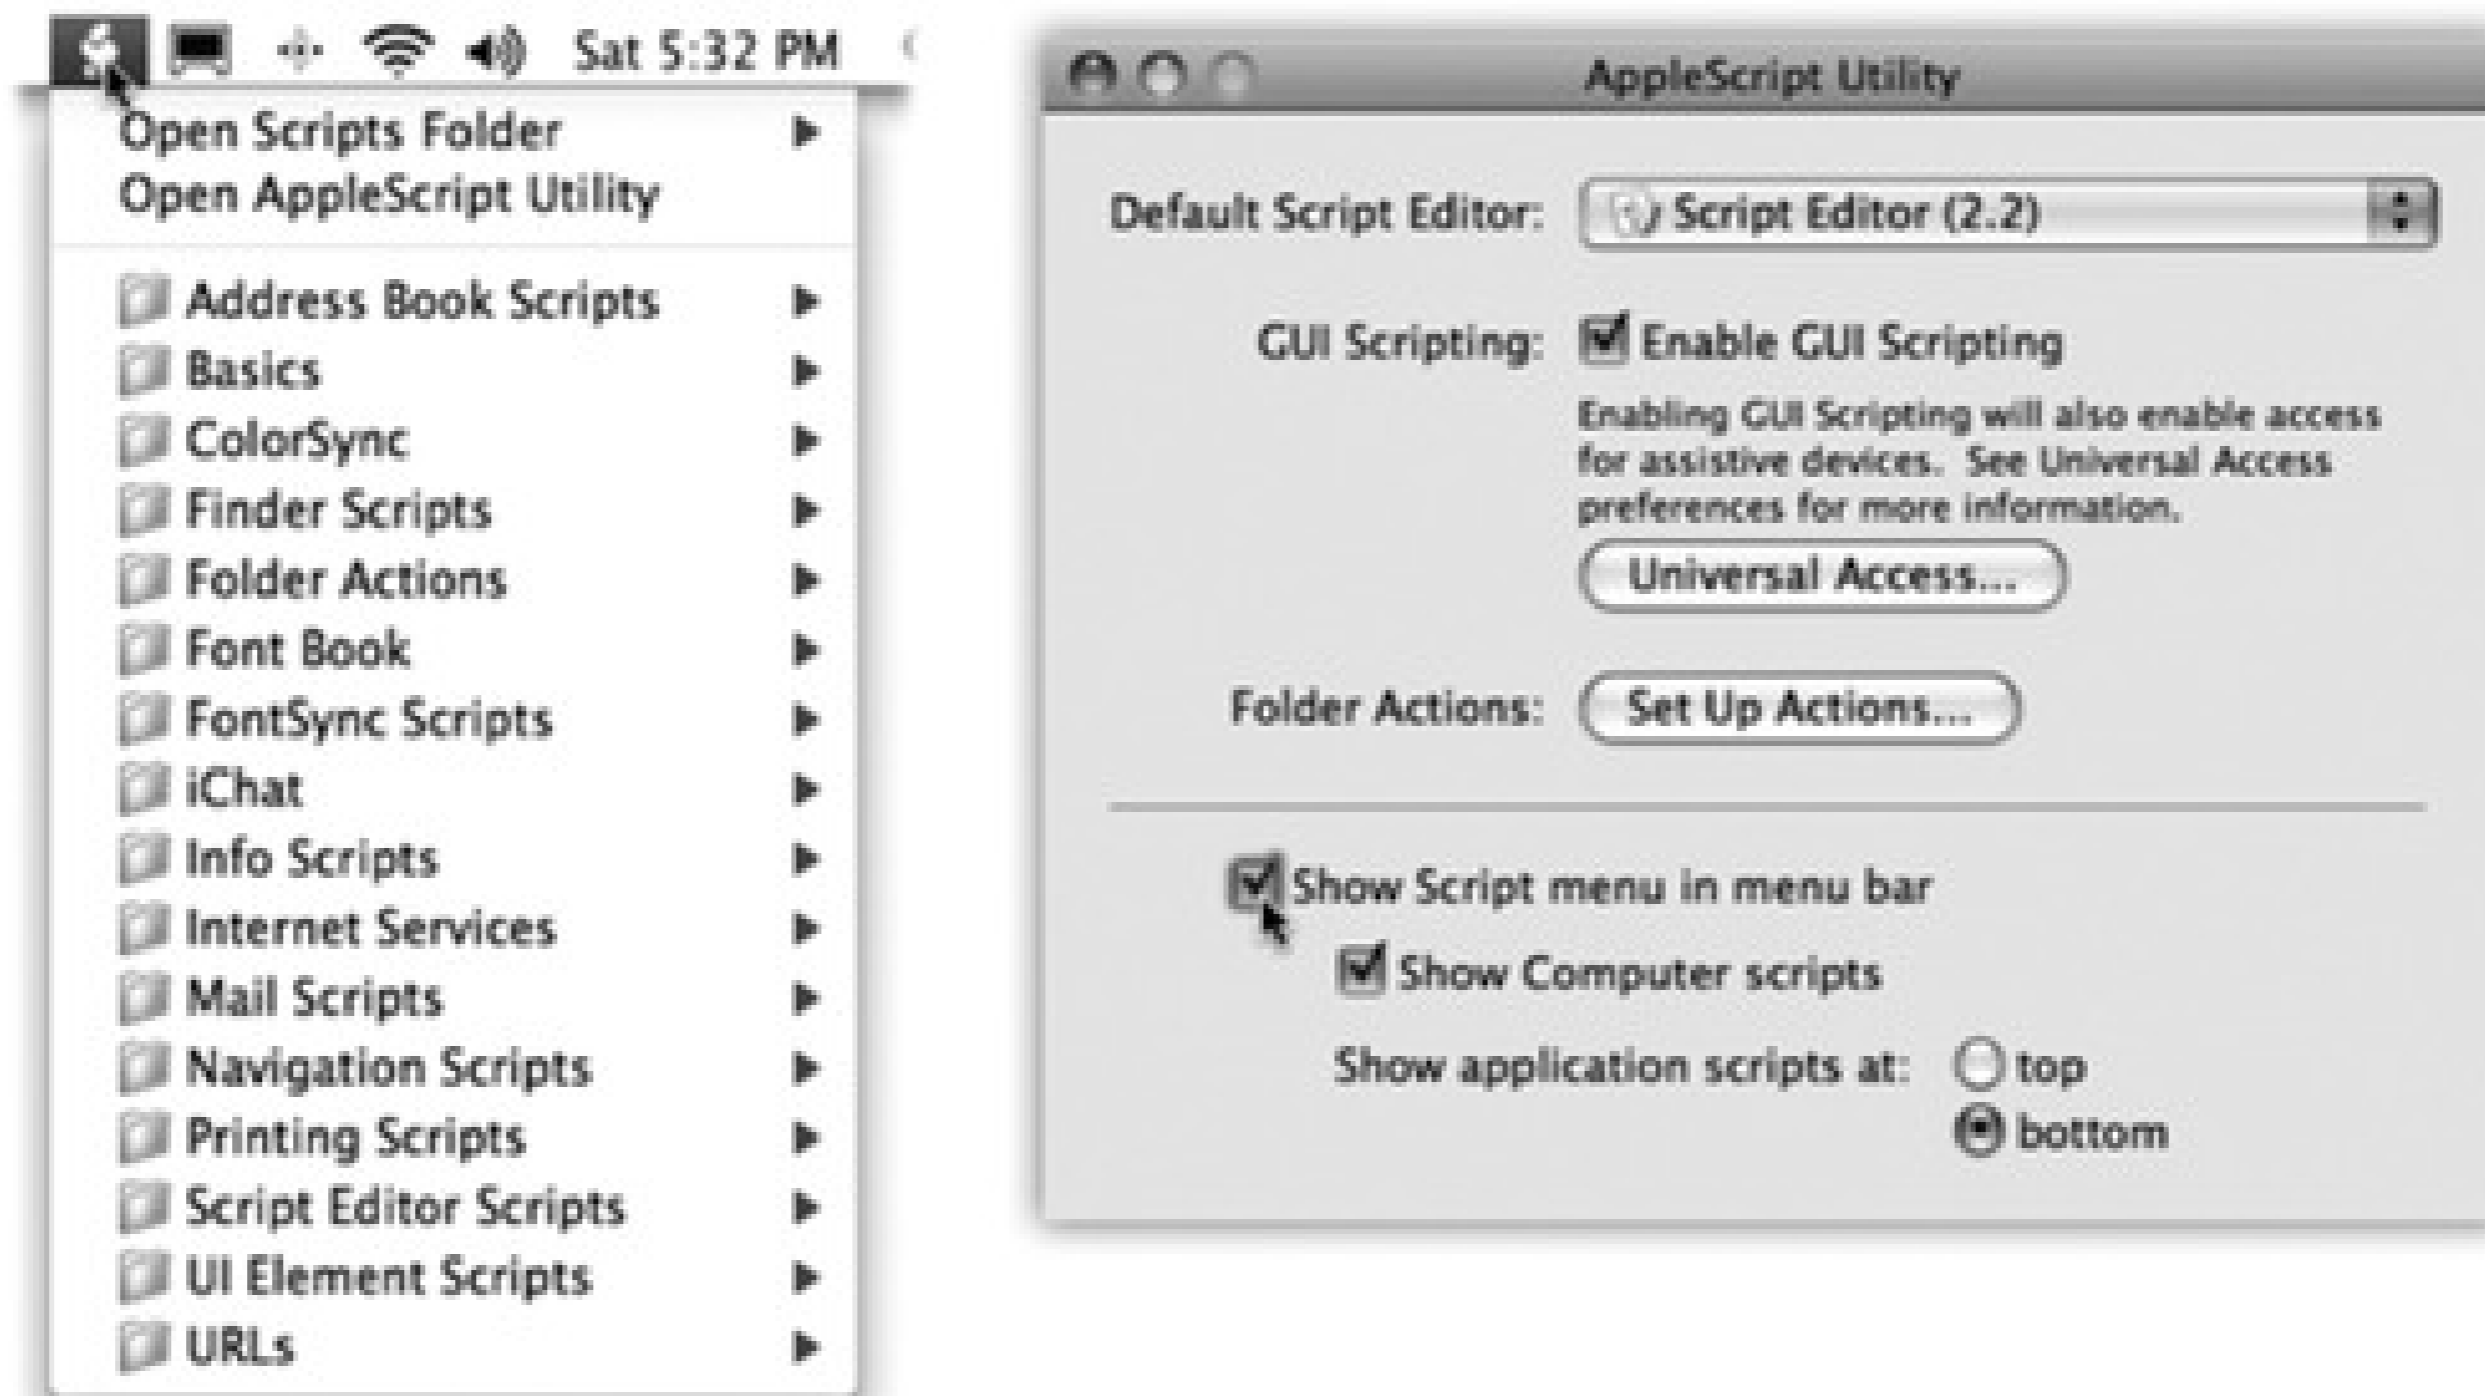 Sat 5:32 PM
Open Scripts Folder
Open AppleScript Utility
Address Book Scripts
Basics
ColorSync
Finder Scripts
Folder Actions
Font Book
FontSync Scripts
iChat
Info Scripts
Internet Services
Mail Scripts
Navigation Scripts
Printing Scripts
Script Editor Scripts
UI Element Scripts
URLs
AppleScript Utility
Default Script Editor: Script Editor (2.2)
GUI Scripting: Enable GUI Scripting
Enabling GUI Scripting will also enable access
for assistive devices. See Universal Access
preferences for more information.
Universal Access...
Folder Actions: Set Up Actions...
Show Script menu in menu bar
Show Computer scripts
Show application scripts at: top
bottom